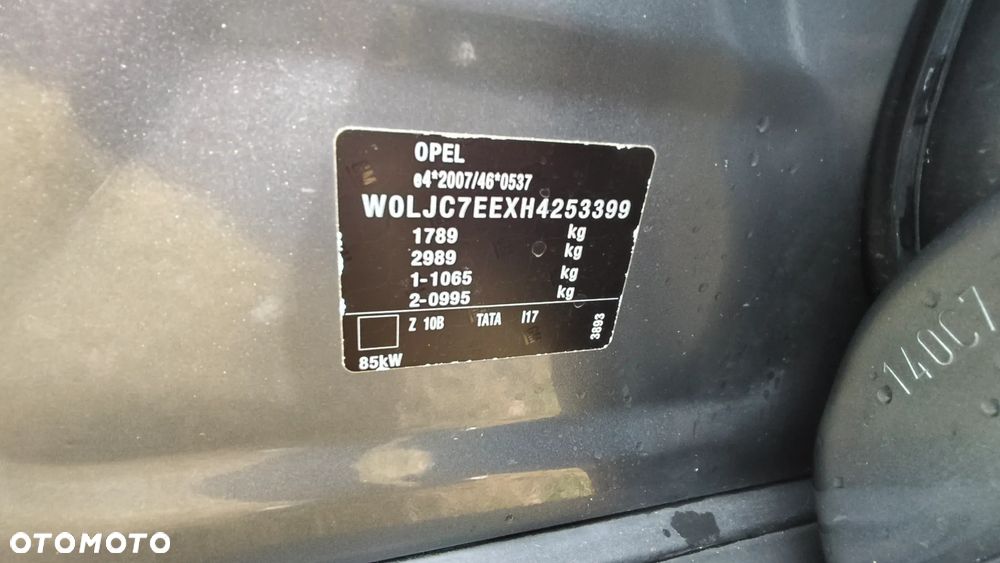 OPEL
e4*2007/46*0537
W0LJC7EEXH4253399
1789 kg
2989 kg
1-1065 kg
2-0995 kg
Z 10B TATA I17 3893
85kW
140C7
OTOMOTO